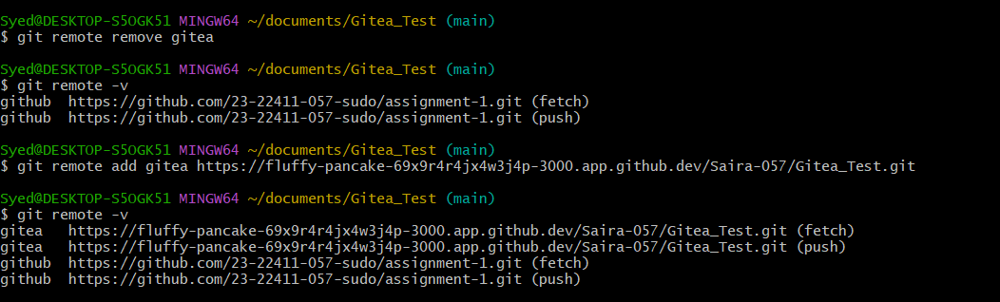 Syed@DESKTOP-S5OGK51 MINGW64 ~/documents/Gitea_Test (main)
$ git remote remove gitea
Syed@DESKTOP-S5OGK51 MINGW64 ~/documents/Gitea_Test (main)
$ git remote -v
github  https://github.com/23-22411-057-sudo/assignment-1.git (fetch)
github  https://github.com/23-22411-057-sudo/assignment-1.git (push)
Syed@DESKTOP-S5OGK51 MINGW64 ~/documents/Gitea_Test (main)
$ git remote add gitea https://fluffy-pancake-69x9r4r4jx4w3j4p-3000.app.github.dev/Saira-057/Gitea_Test.git
Syed@DESKTOP-S5OGK51 MINGW64 ~/documents/Gitea_Test (main)
$ git remote -v
gitea   https://fluffy-pancake-69x9r4r4jx4w3j4p-3000.app.github.dev/Saira-057/Gitea_Test.git (fetch)
gitea   https://fluffy-pancake-69x9r4r4jx4w3j4p-3000.app.github.dev/Saira-057/Gitea_Test.git (push)
github  https://github.com/23-22411-057-sudo/assignment-1.git (fetch)
github  https://github.com/23-22411-057-sudo/assignment-1.git (push)